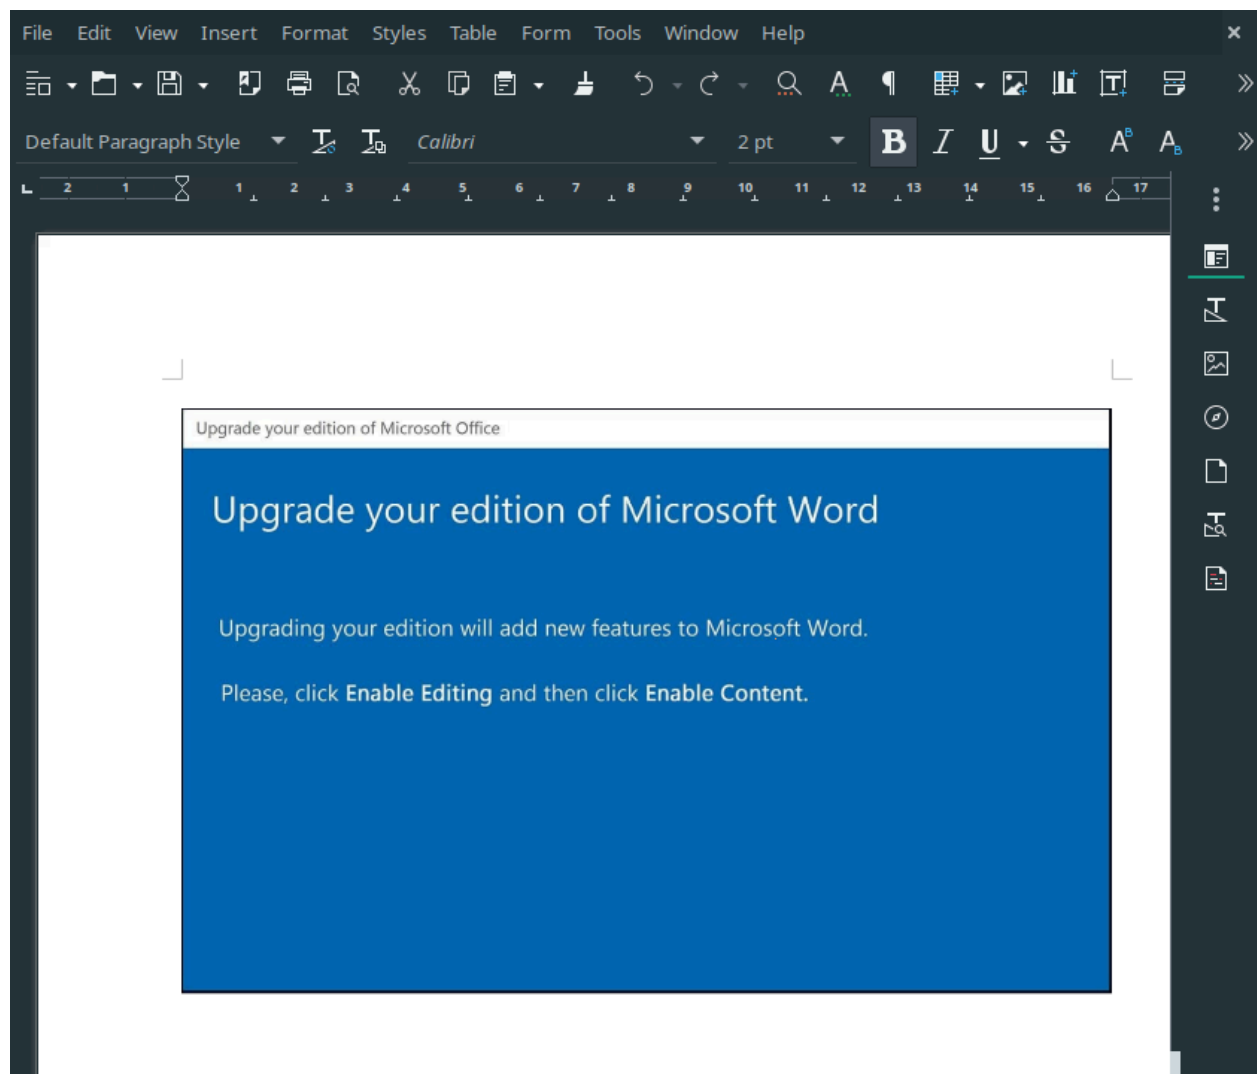 File Edit View Insert Format Styles Table Form Tools Window Help
Default Paragraph Style Calibri 2 pt B I U S A B A B
2 1 1 2 3 4 5 6 7 8 9 10 11 12 13 14 15 16 17
Upgrade your edition of Microsoft Office
Upgrade your edition of Microsoft Word
Upgrading your edition will add new features to Microsoft Word.
Please, click Enable Editing and then click Enable Content.